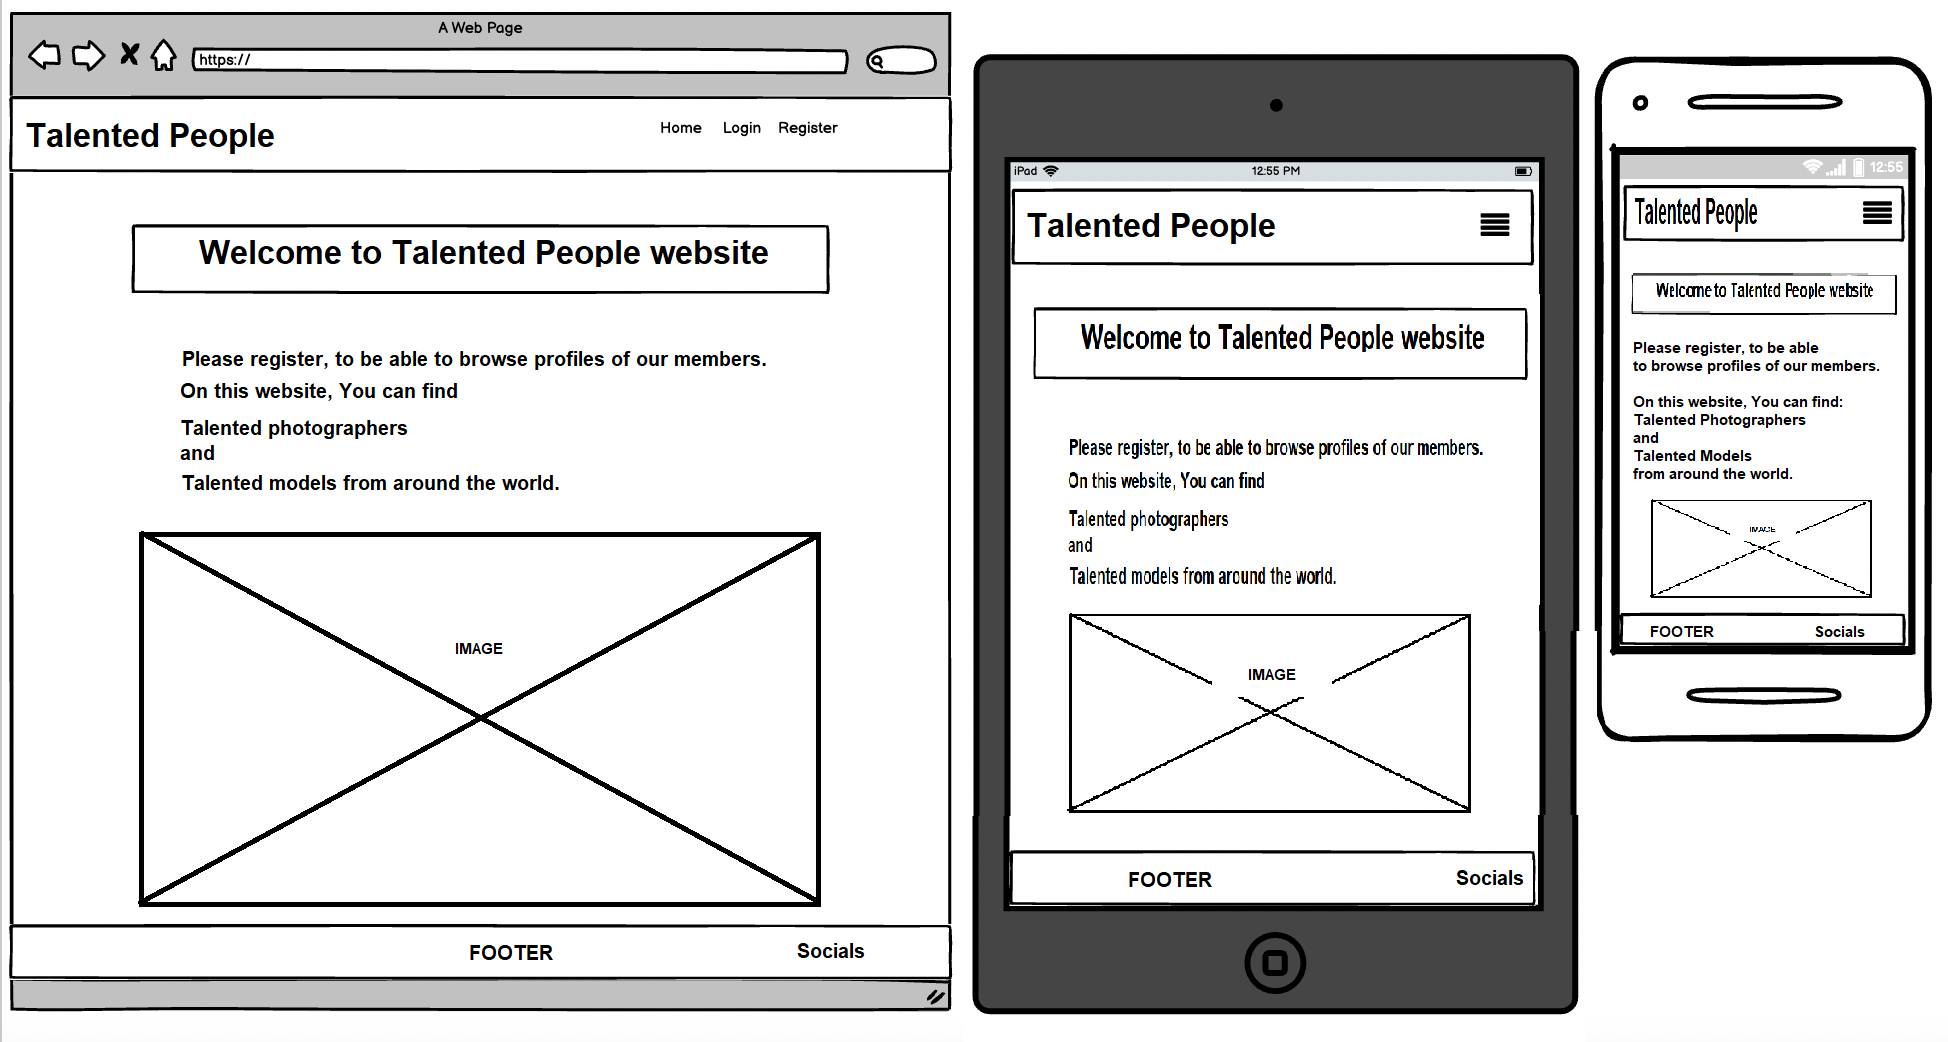 A Web Page
https://
Talented People
Home Login Register
Welcome to Talented People website
Please register, to be able to browse profiles of our members.
On this website, You can find
Talented photographers
and
Talented models from around the world.
IMAGE
FOOTER Socials
iPad 12:55 PM
Talented People
Welcome to Talented People website
Please register, to be able to browse profiles of our members.
On this website, You can find
Talented photographers
and
Talented models from around the world.
IMAGE
FOOTER Socials
12:55
Talented People
Welcome to Talented People website
Please register, to be able
to browse profiles of our members.
On this website, You can find:
Talented Photographers
and
Talented Models
from around the world.
IMAGE
FOOTER Socials